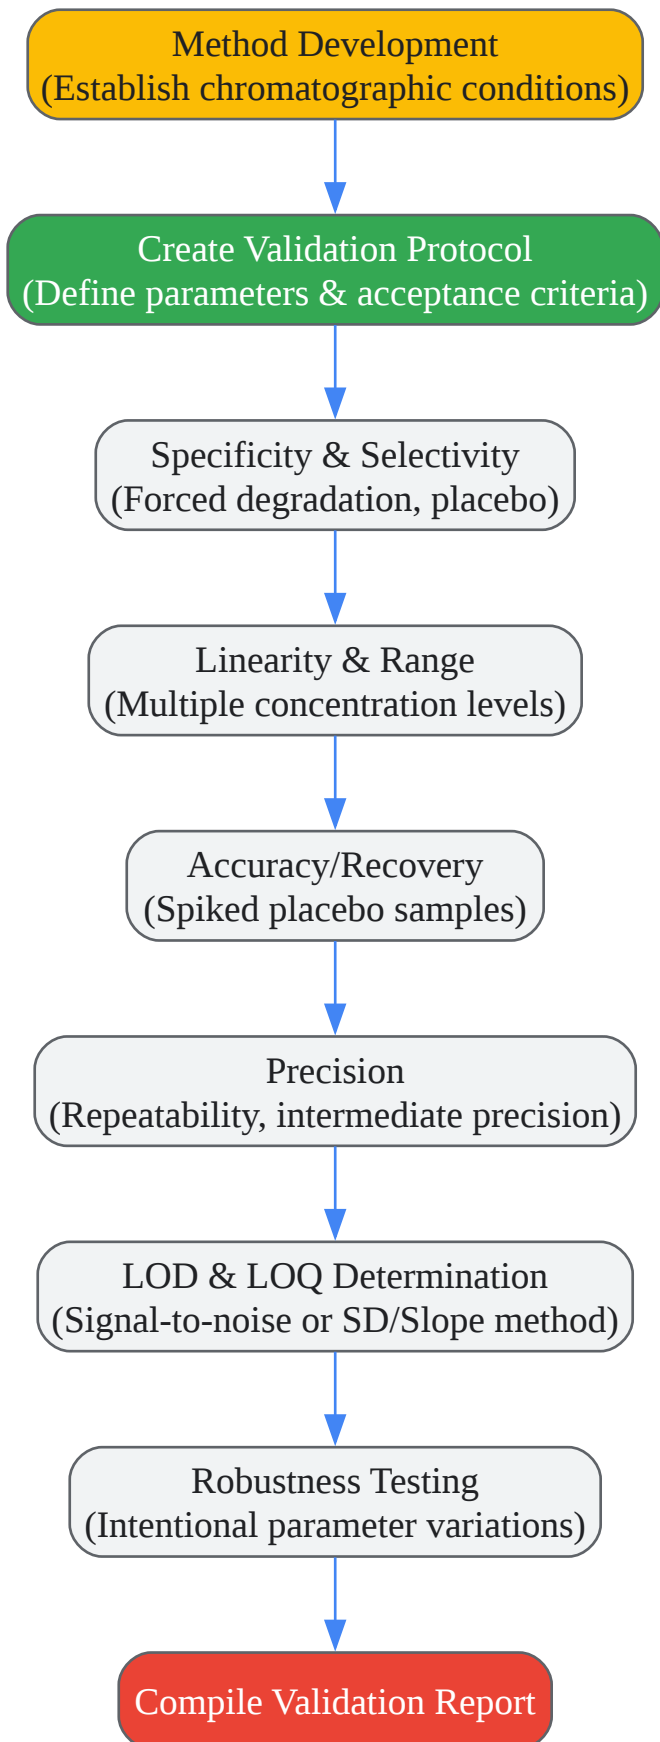 Method Development
(Establish chromatographic conditions)
Create Validation Protocol
(Define parameters & acceptance criteria)
Specificity & Selectivity
(Forced degradation, placebo)
Linearity & Range
(Multiple concentration levels)
Accuracy/Recovery
(Spiked placebo samples)
Precision
(Repeatability, intermediate precision)
LOD & LOQ Determination
(Signal-to-noise or SD/Slope method)
Robustness Testing
(Intentional parameter variations)
Compile Validation Report